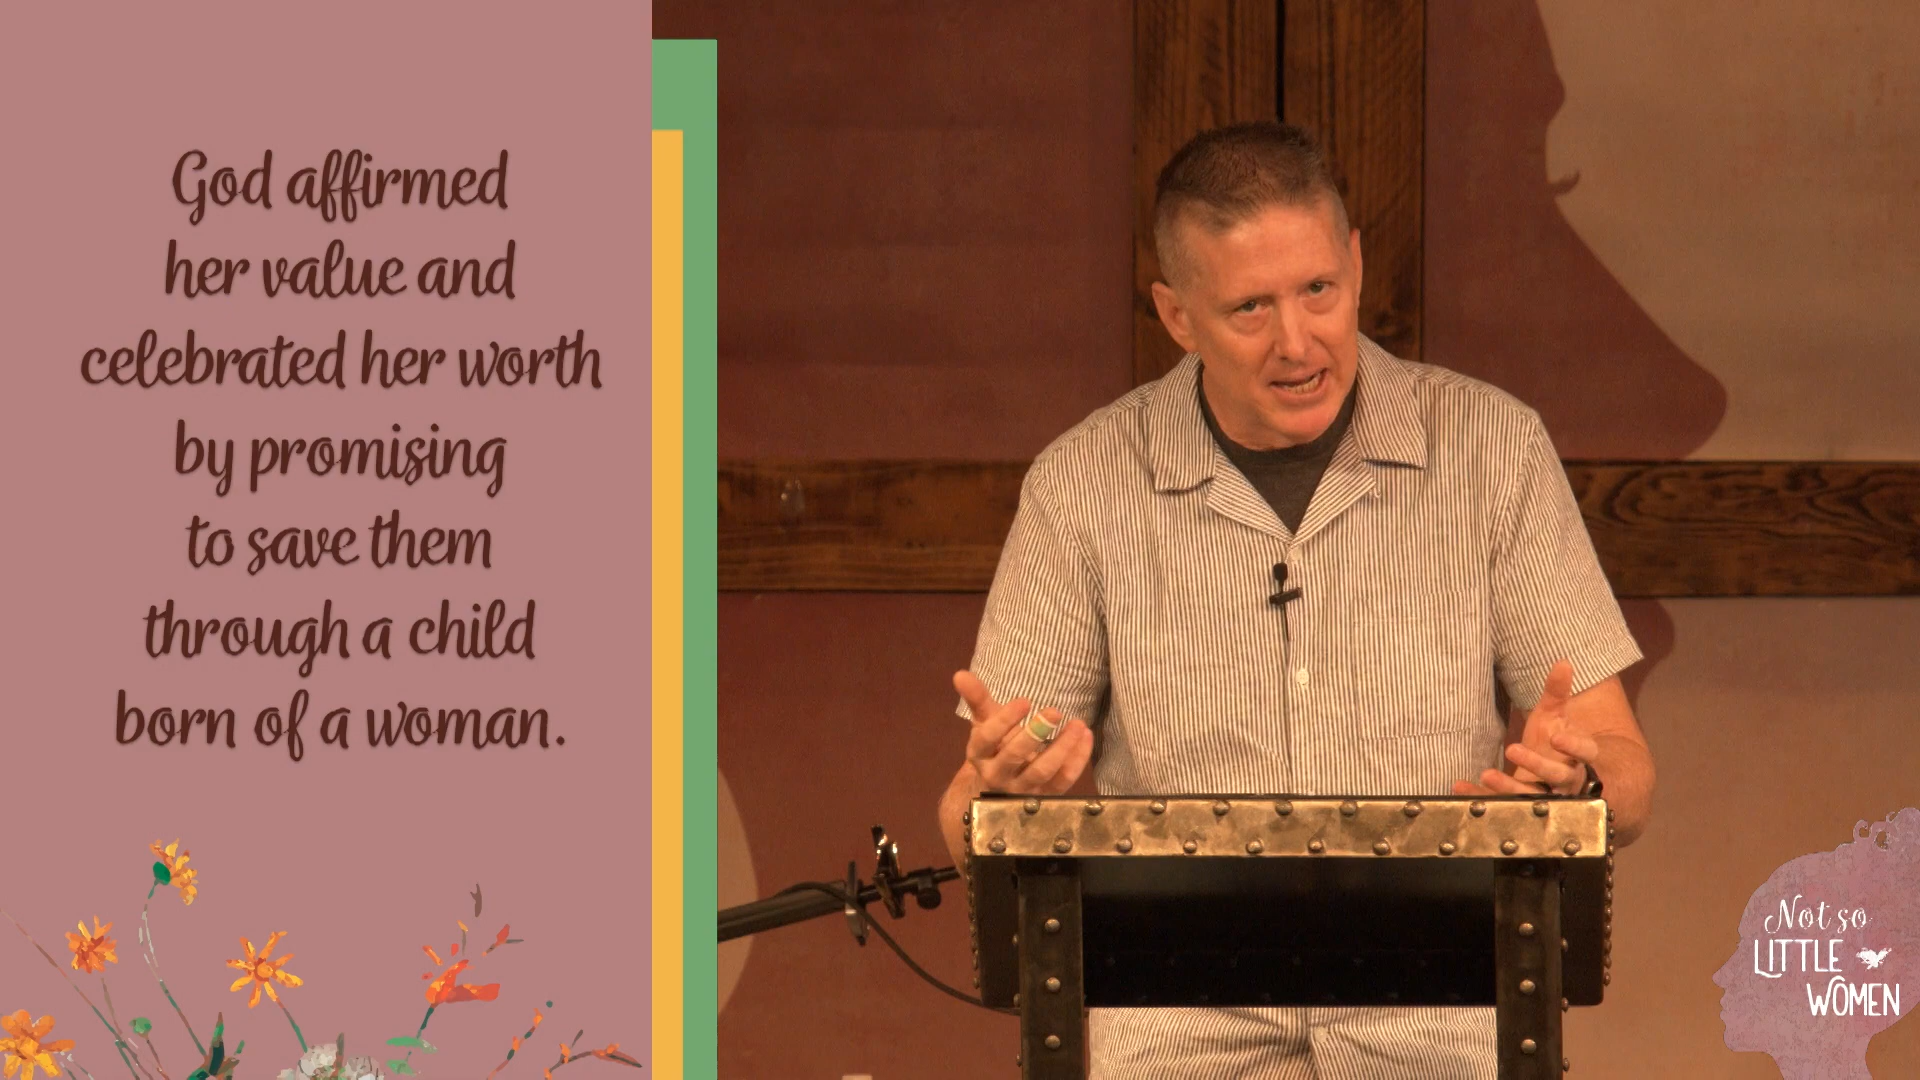 God affirmed
her value and
celebrated her worth
by promising
to save them
through a child
born of a woman.
Not so
LITTLE
WOMEN